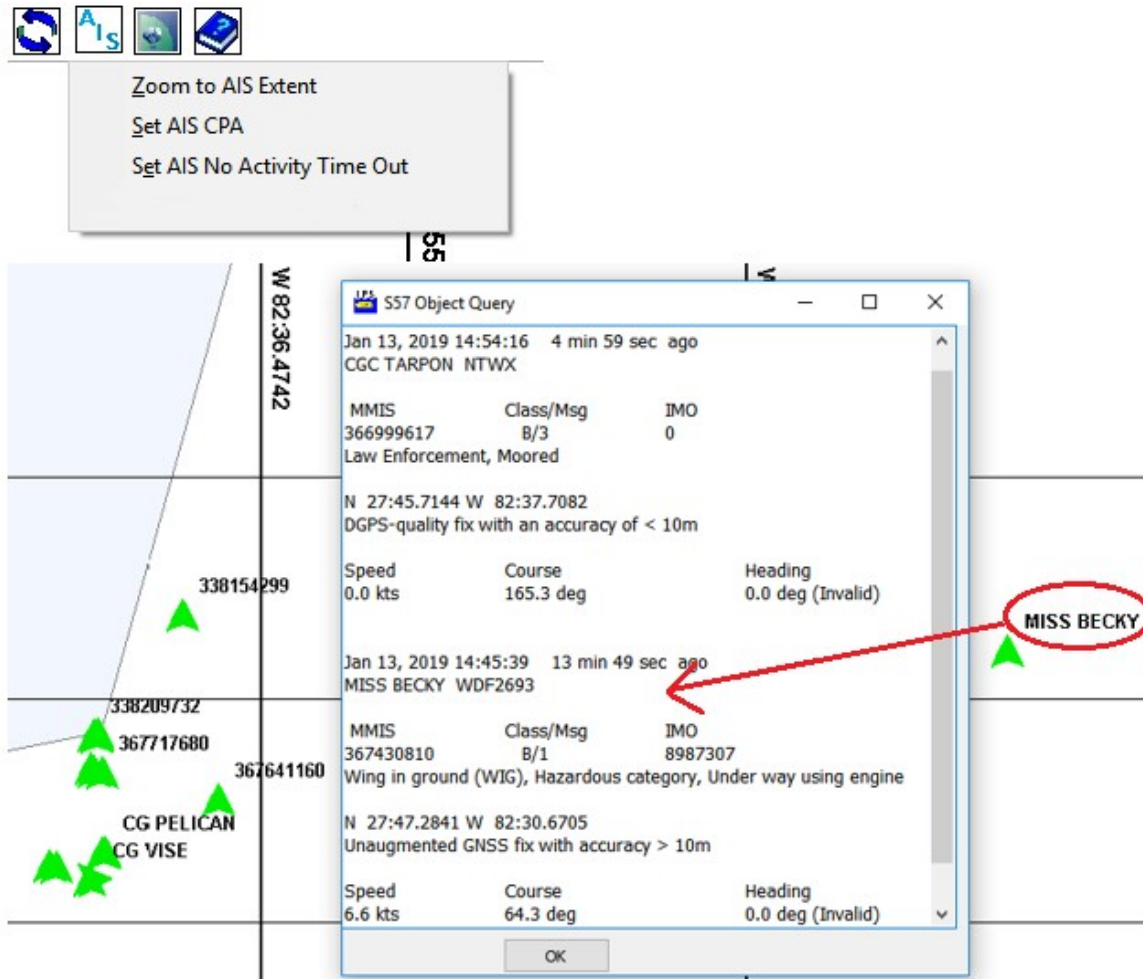 AIS
Zoom to AIS Extent
Set AIS CPA
Set AIS No Activity Time Out
55
W 82:36.4742
338154299
338209732
367717680
367641160
CG PELICAN
CG VISE
S57 Object Query
Jan 13, 2019 14:54:16 4 min 59 sec ago
CGC TARPON NTWX
MMIS Class/Msg IMO
366999617 B/3 0
Law Enforcement, Moored
N 27:45.7144 W 82:37.7082
DGPS-quality fix with an accuracy of < 10m
Speed Course Heading
0.0 kts 165.3 deg 0.0 deg (Invalid)
Jan 13, 2019 14:45:39 13 min 49 sec ago
MISS BECKY WDF2693
MMIS Class/Msg IMO
367430810 B/1 8987307
Wing in ground (WIG), Hazardous category, Under way using engine
N 27:47.2841 W 82:30.6705
Unaugmented GNSS fix with accuracy > 10m
Speed Course Heading
6.6 kts 64.3 deg 0.0 deg (Invalid)
OK
MISS BECKY